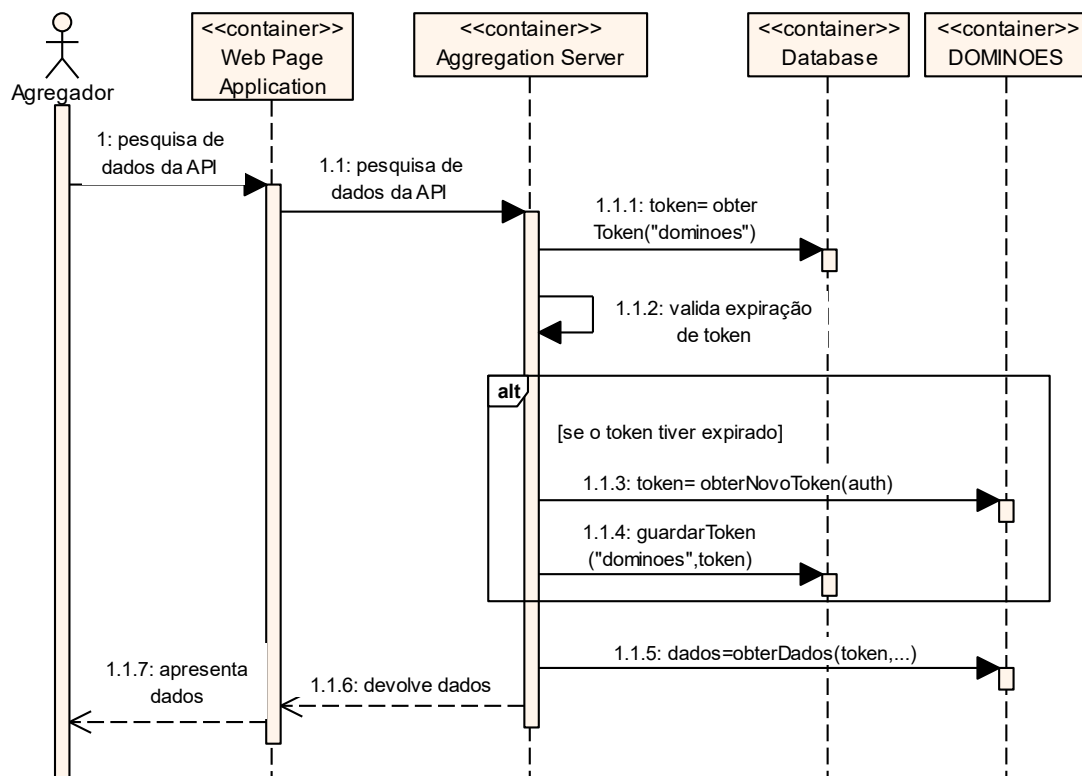 <<container>>
Web Page
Application
<<container>>
Aggregation Server
<<container>>
Database
<<container>>
DOMINOES
Agregador
1: pesquisa de
dados da API
1.1: pesquisa de
dados da API
1.1.1: token= obter
Token("dominoes")
1.1.2: valida expiração
de token
alt
[se o token tiver expirado]
1.1.3: token= obterNovoToken(auth)
1.1.4: guardarToken
("dominoes",token)
1.1.5: dados=obterDados(token,...)
1.1.6: devolve dados
1.1.7: apresenta
dados